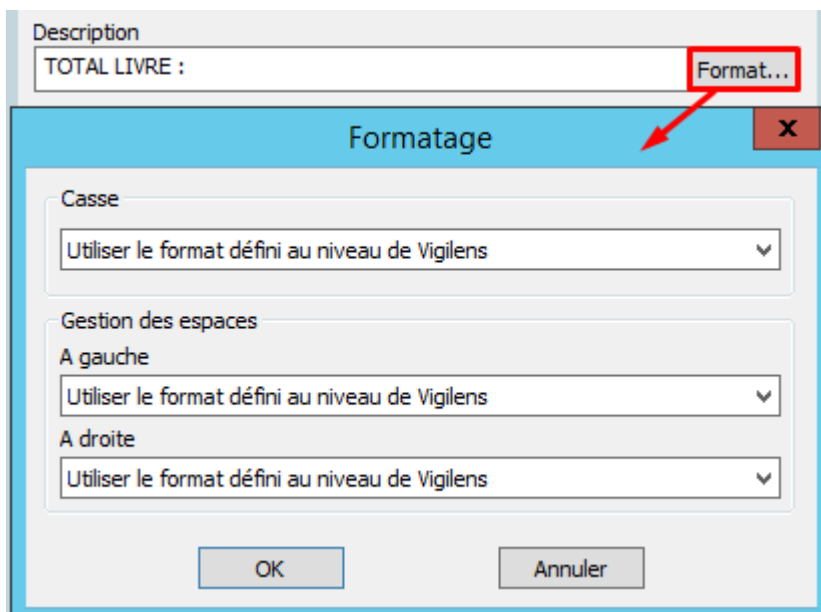 Description
TOTAL LIVRE :
Format...
Formatage
x
Casse
Utiliser le format défini au niveau de Vigilens
Gestion des espaces
A gauche
Utiliser le format défini au niveau de Vigilens
A droite
Utiliser le format défini au niveau de Vigilens
OK
Annuler